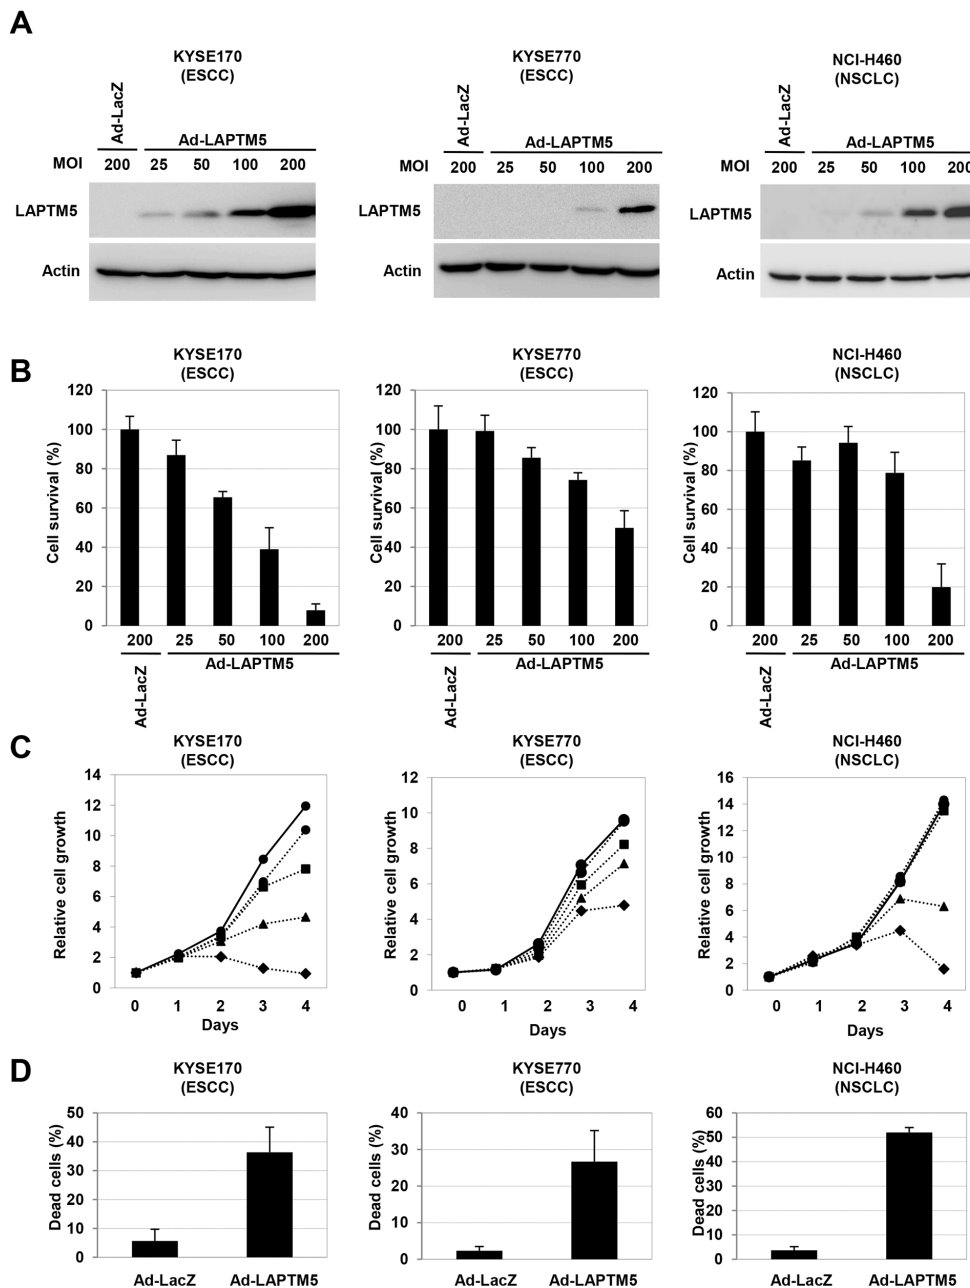 A
KYSE170
(ESCC)
Ad-LacZ
Ad-LAPTM5
MOI 200 25 50 100 200
LAPTM5
Actin
KYSE770
(ESCC)
Ad-LacZ
Ad-LAPTM5
MOI 200 25 50 100 200
LAPTM5
Actin
NCI-H460
(NSCLC)
Ad-LacZ
Ad-LAPTM5
MOI 200 25 50 100 200
LAPTM5
Actin
B
KYSE170
(ESCC)
Cell survival (%)
120
100
80
60
40
20
0
200 25 50 100 200
Ad-LacZ
Ad-LAPTM5
KYSE770
(ESCC)
Cell survival (%)
120
100
80
60
40
20
0
200 25 50 100 200
Ad-LacZ
Ad-LAPTM5
NCI-H460
(NSCLC)
Cell survival (%)
120
100
80
60
40
20
0
200 25 50 100 200
Ad-LacZ
Ad-LAPTM5
C
KYSE170
(ESCC)
Relative cell growth
14
12
10
8
6
4
2
0
0 1 2 3 4
Days
KYSE770
(ESCC)
Relative cell growth
12
10
8
6
4
2
0
0 1 2 3 4
Days
NCI-H460
(NSCLC)
Relative cell growth
16
14
12
10
8
6
4
2
0
0 1 2 3 4
Days
D
KYSE170
(ESCC)
Dead cells (%)
50
40
30
20
10
0
Ad-LacZ Ad-LAPTM5
KYSE770
(ESCC)
Dead cells (%)
40
30
20
10
0
Ad-LacZ Ad-LAPTM5
NCI-H460
(NSCLC)
Dead cells (%)
60
50
40
30
20
10
0
Ad-LacZ Ad-LAPTM5